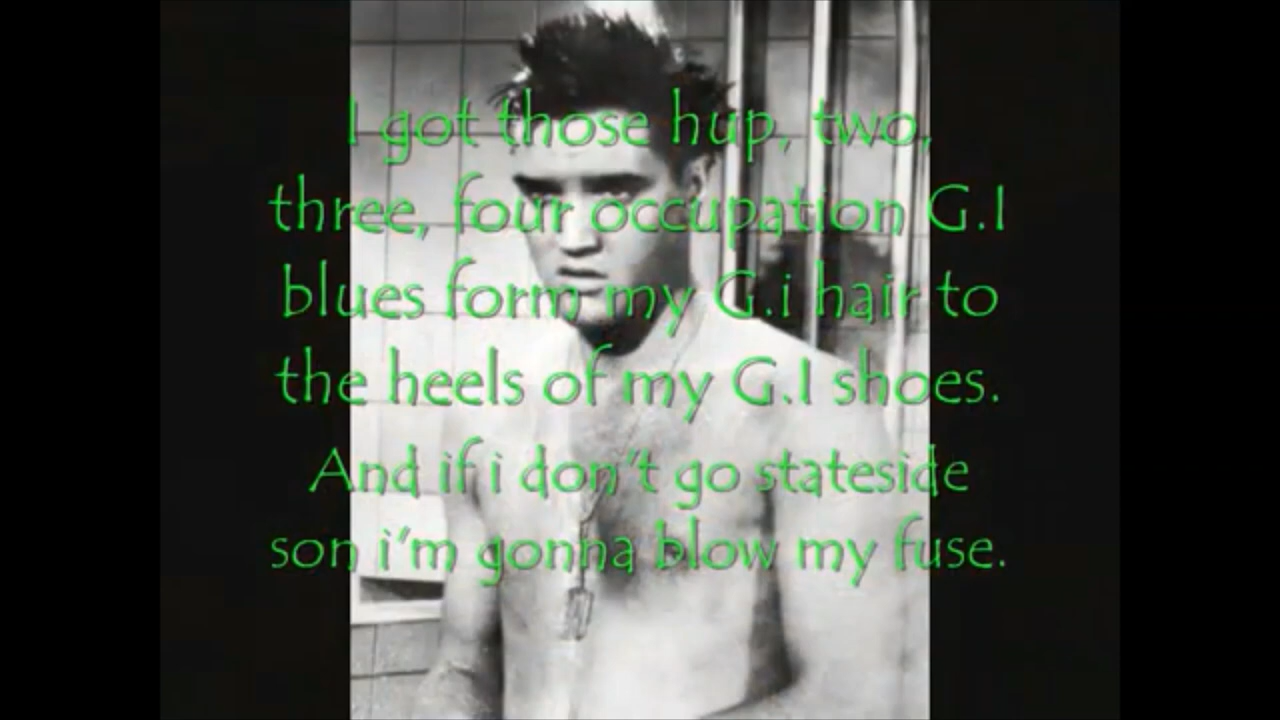 I got those hup, two,
three, four occupation G.I
blues form my G.i hair to
the heels of my G.I shoes.
And if i don't go stateside
son i'm gonna blow my fuse.